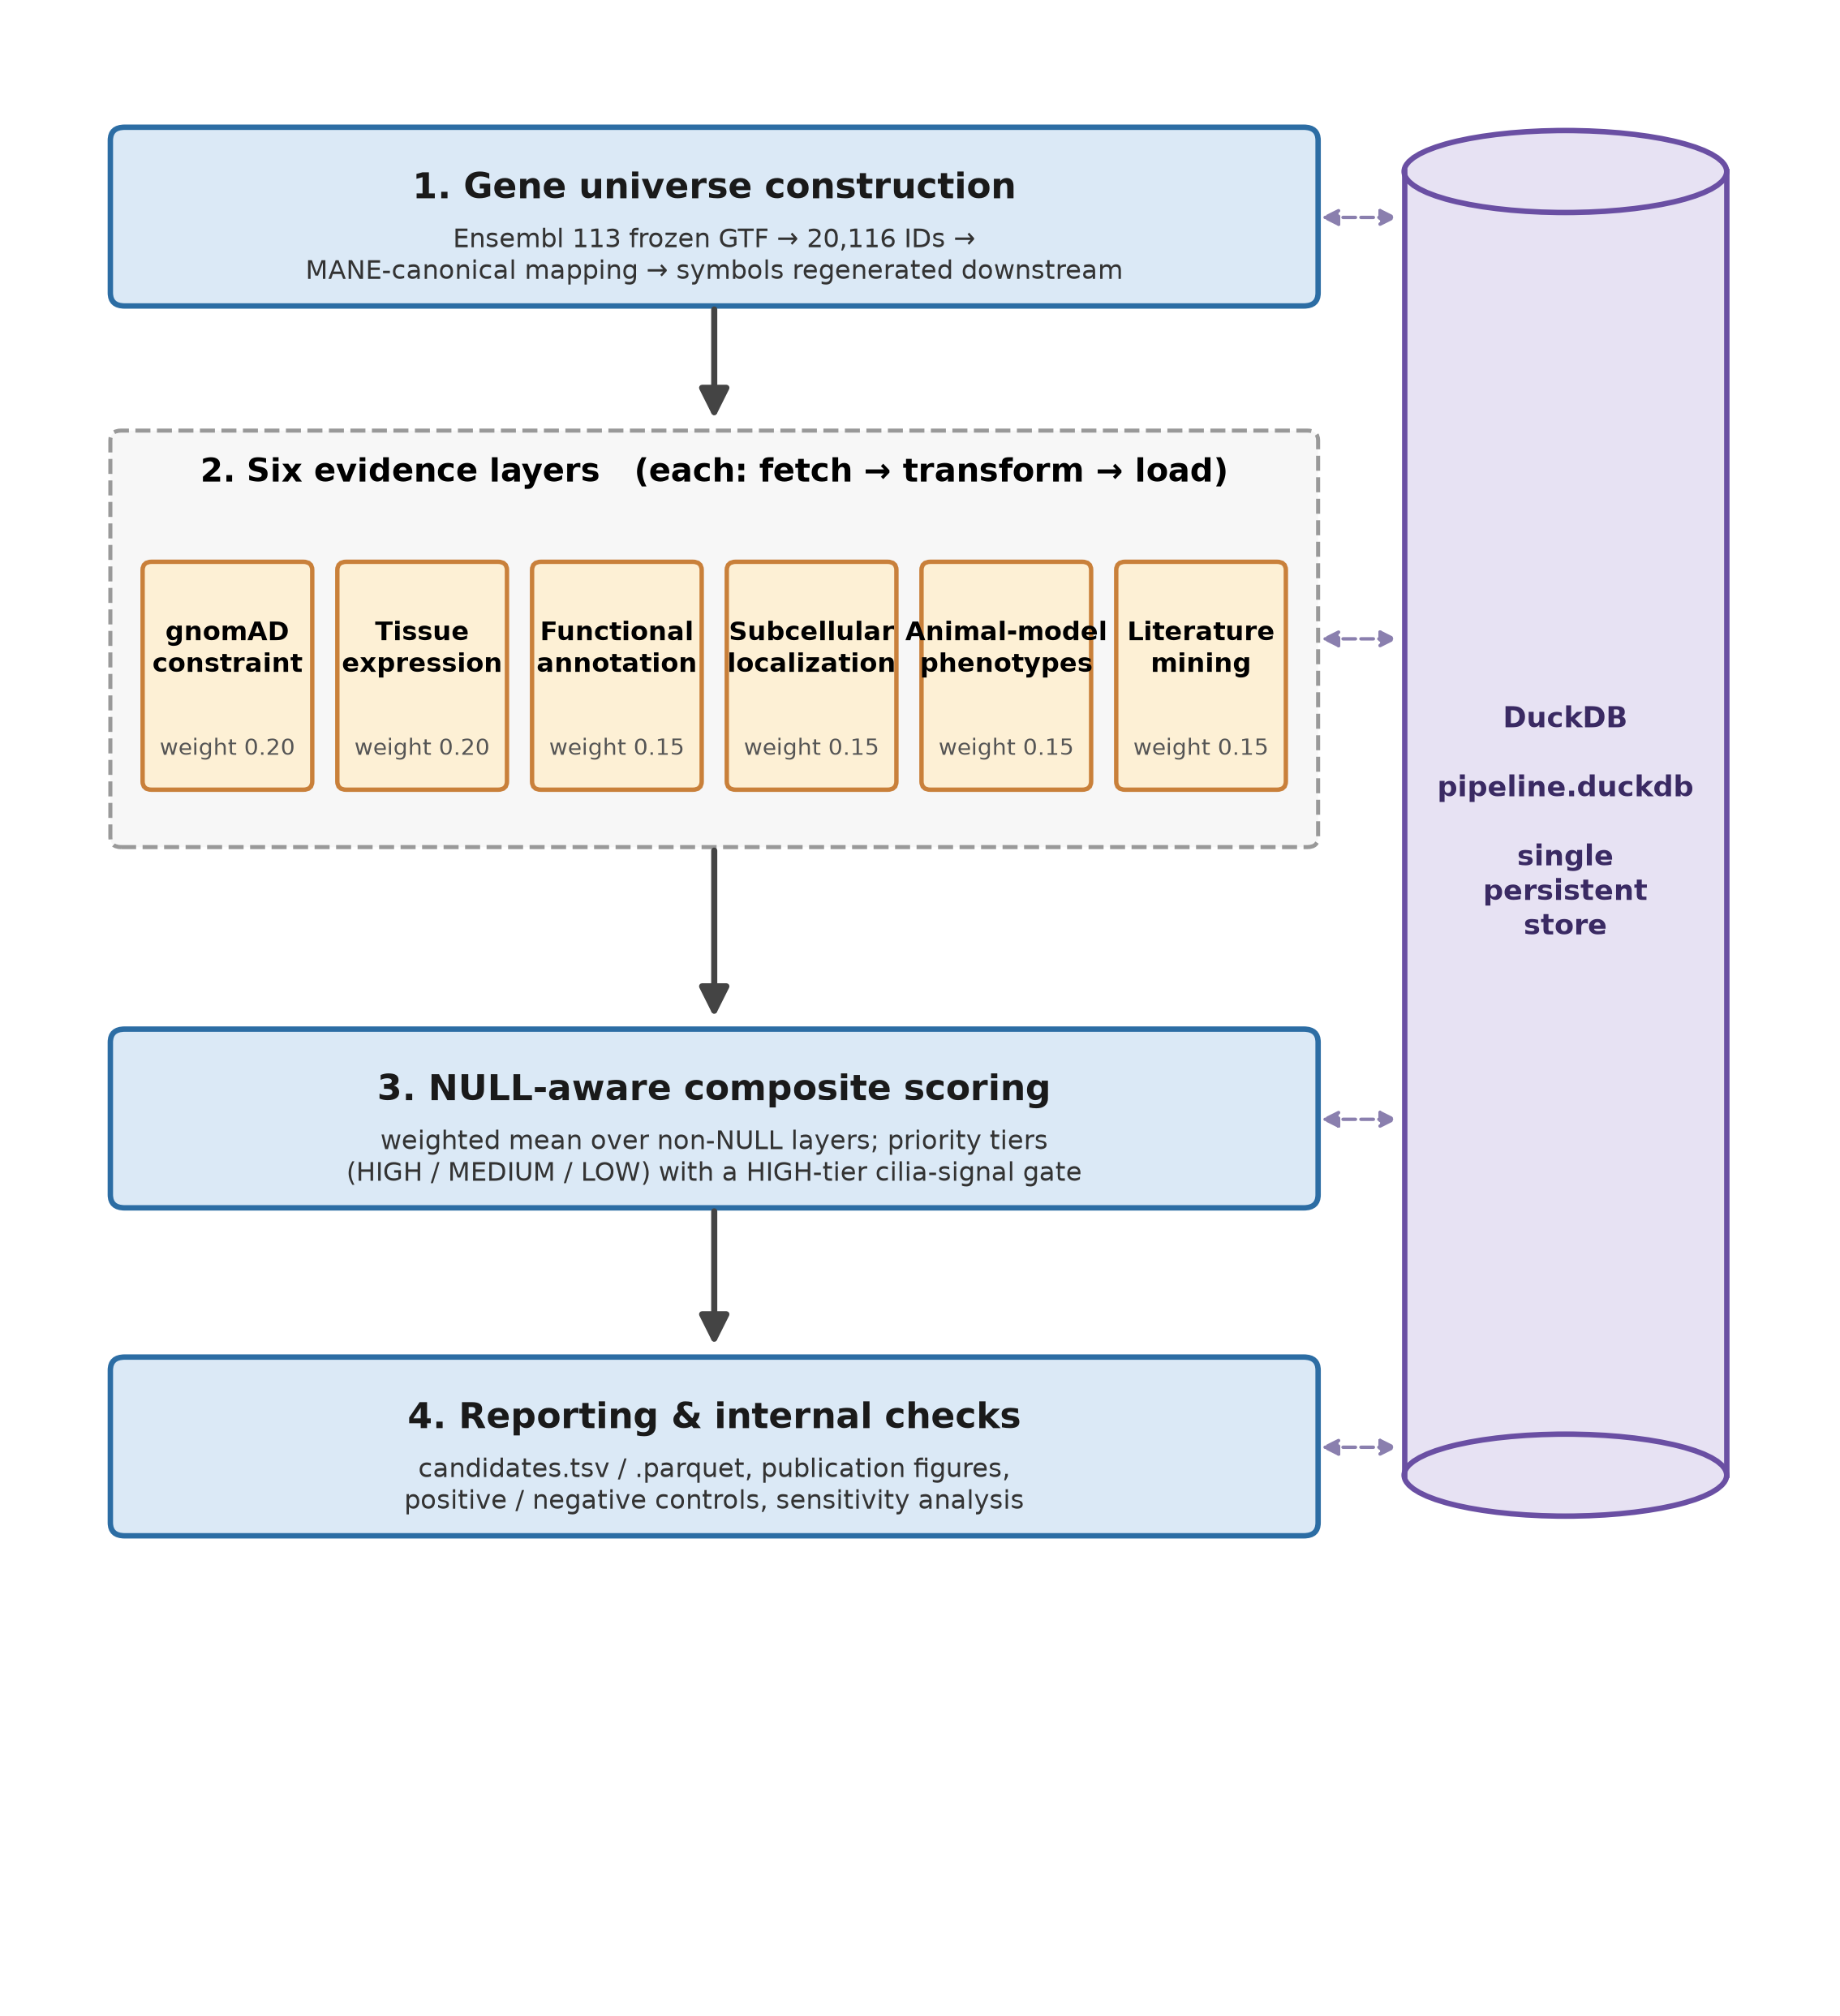 1. Gene universe construction
Ensembl 113 frozen GTF → 20,116 IDs →
MANE-canonical mapping → symbols regenerated downstream
2. Six evidence layers (each: fetch → transform → load)
gnomAD
constraint
weight 0.20
Tissue
expression
weight 0.20
Functional
annotation
weight 0.15
Subcellular
localization
weight 0.15
Animal-model
phenotypes
weight 0.15
Literature
mining
weight 0.15
3. NULL-aware composite scoring
weighted mean over non-NULL layers; priority tiers
(HIGH / MEDIUM / LOW) with a HIGH-tier cilia-signal gate
4. Reporting & internal checks
candidates.tsv / .parquet, publication figures,
positive / negative controls, sensitivity analysis
DuckDB
pipeline.duckdb
single
persistent
store